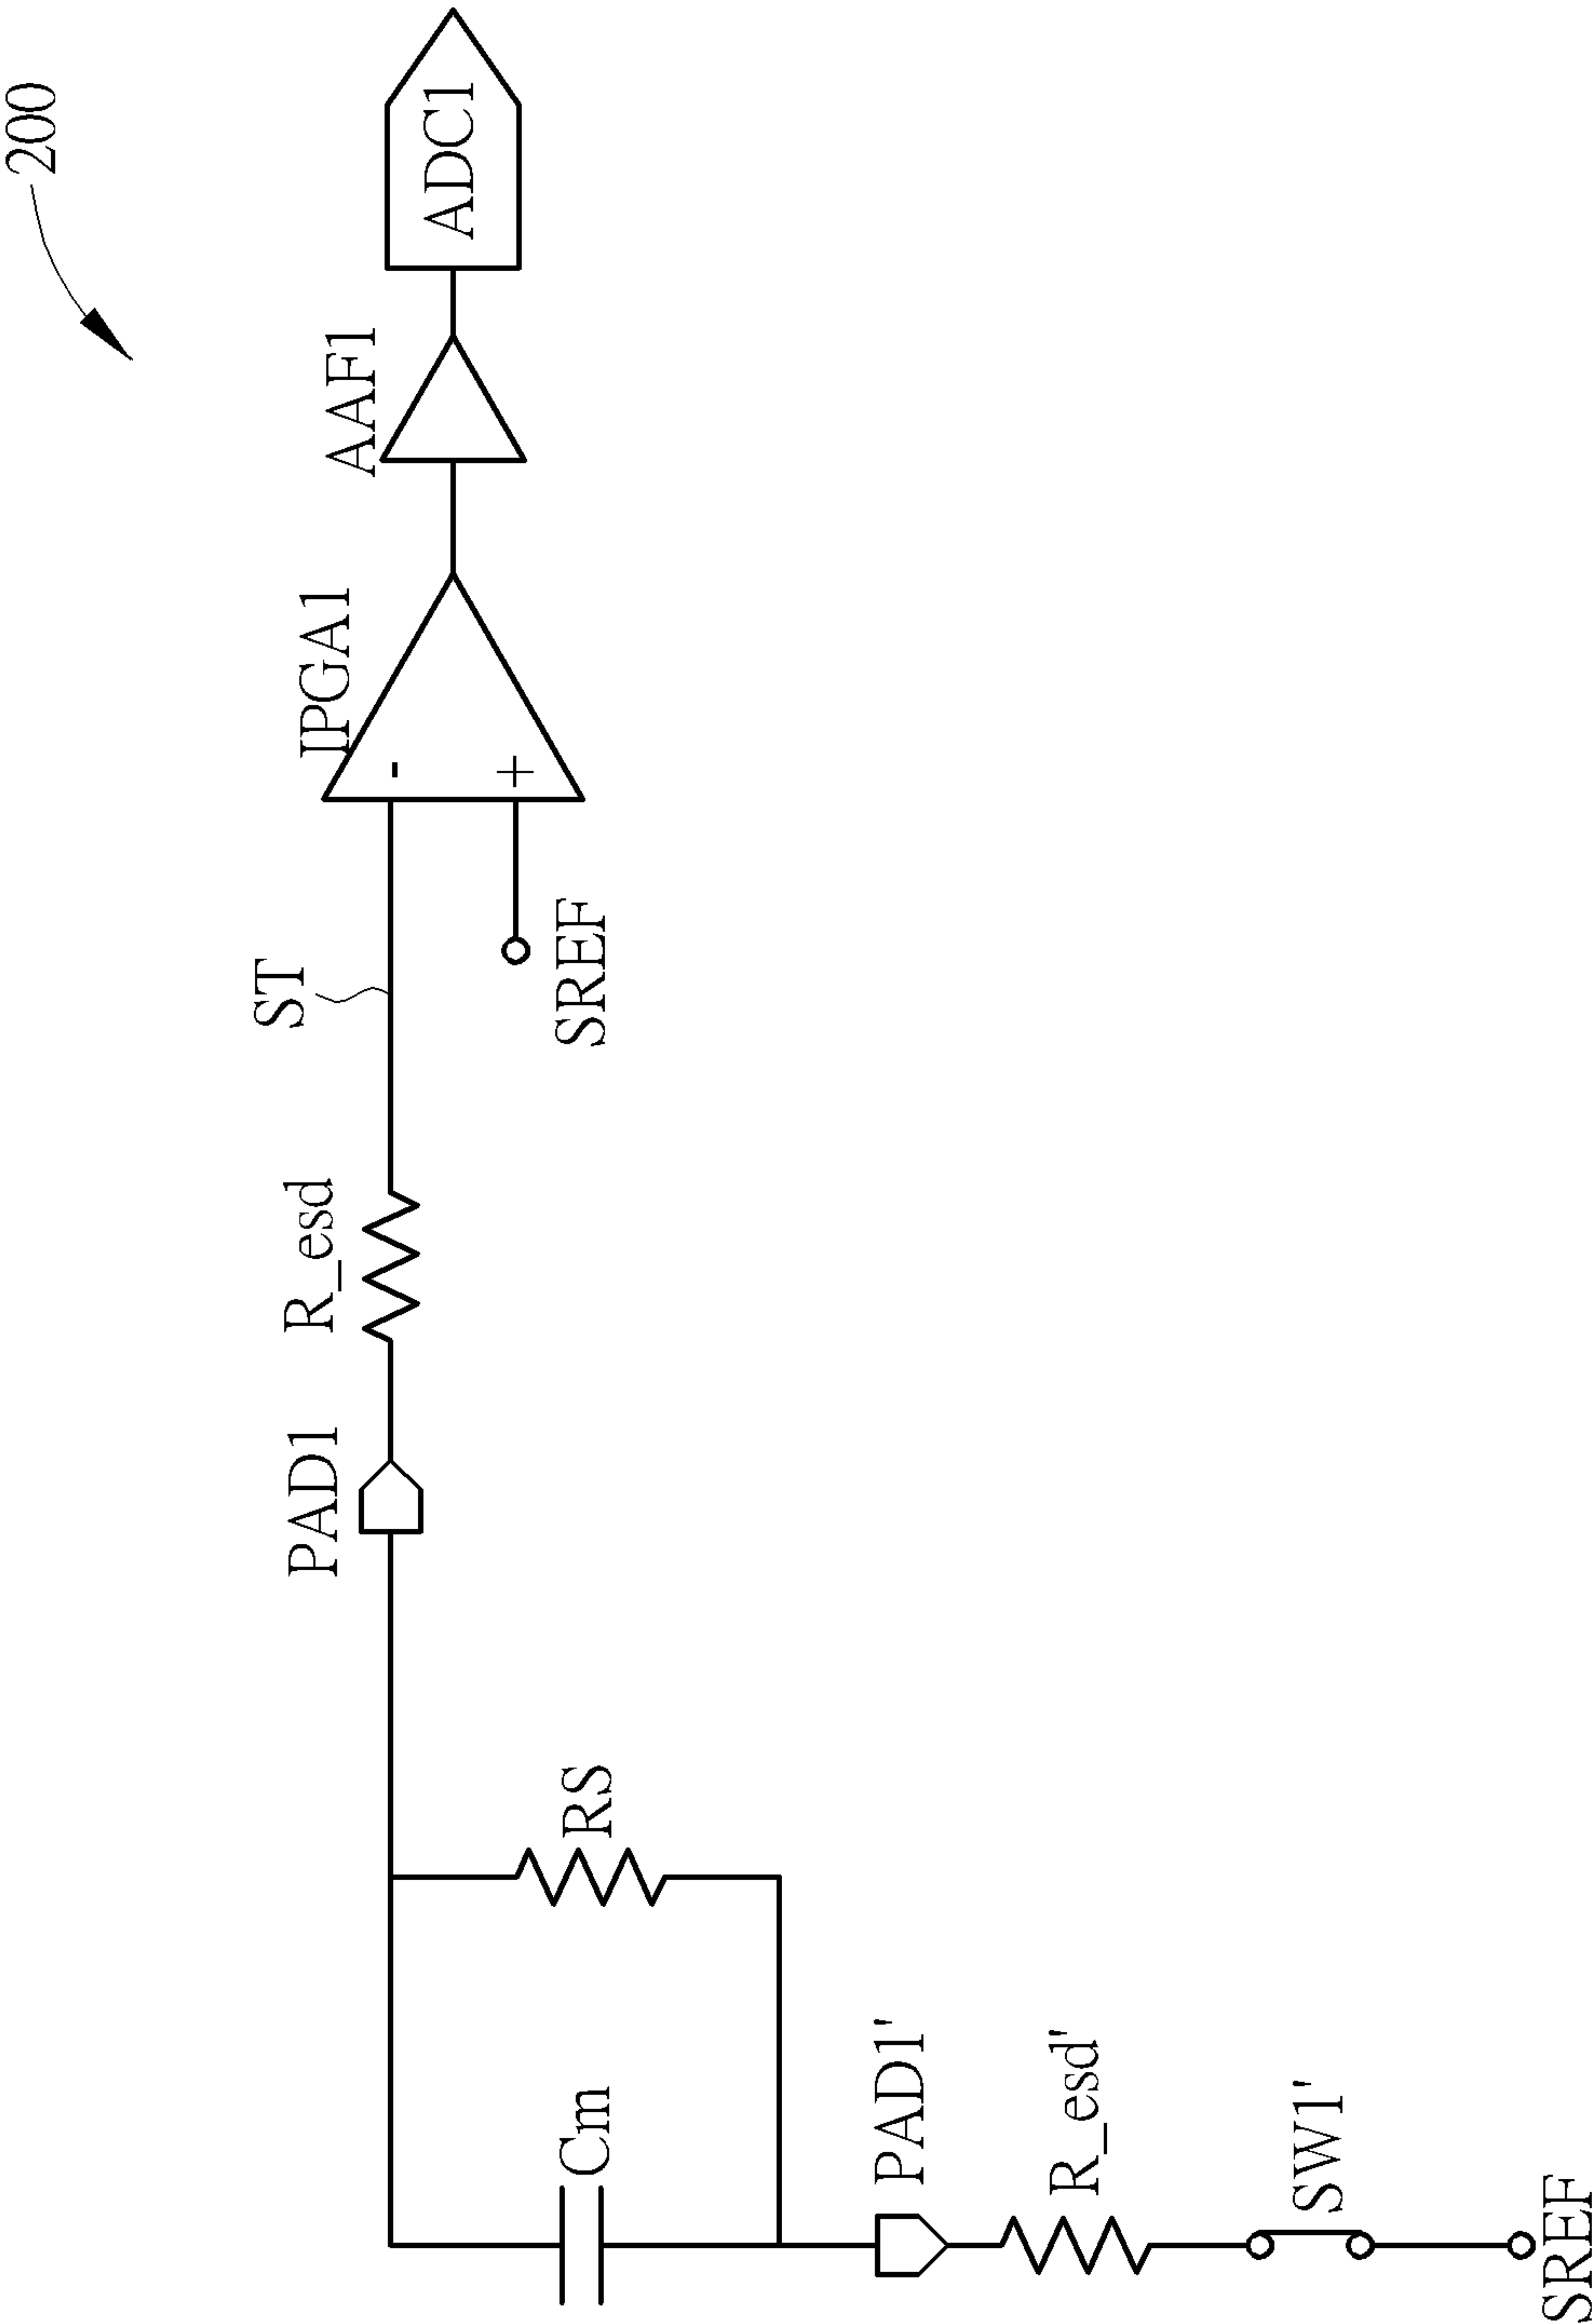 200
ADC1
AAF1
IPGA1
ST
SREF
R_esd
PAD1
RS
Cm
PAD1'
R_esd'
SW1'
SREF